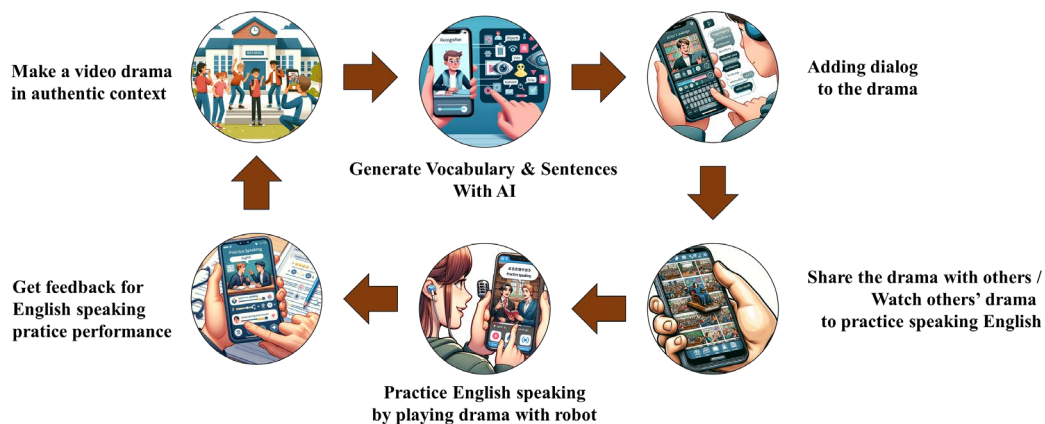 Make a video drama
in authentic context
Recognition
Generate Vocabulary & Sentences
With AI
Adding dialog
to the drama
Share the drama with others /
Watch others' drama
to practice speaking English
Practice speaking
Practice English speaking
by playing drama with robot
Practice Speaking
English
Get feedback for
English speaking
pratice performance